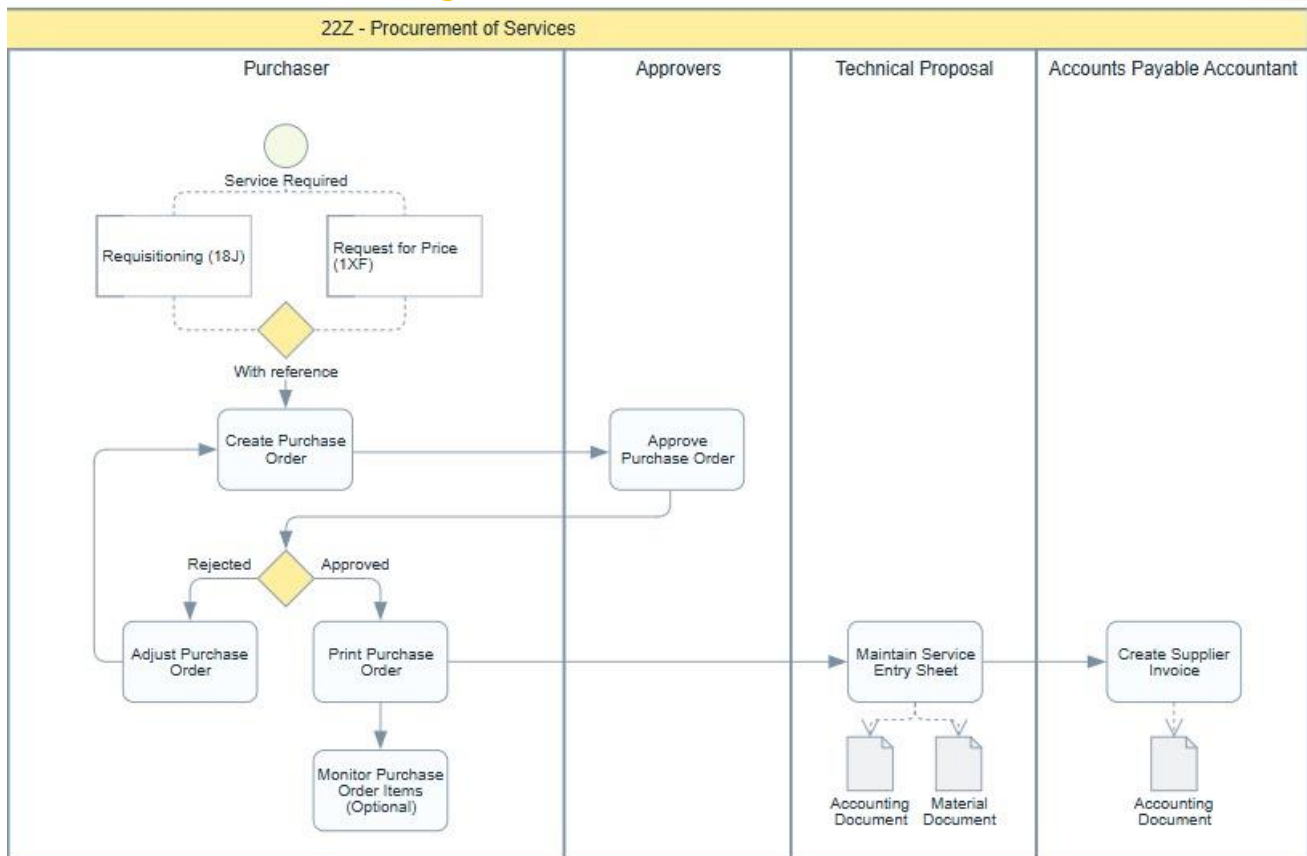 22Z - Procurement of Services
Purchaser
Approvers
Technical Proposal
Accounts Payable Accountant
Service Required
Requisitioning (18J)
Request for Price
(1XF)
With reference
Create Purchase
Order
Approve
Purchase Order
Rejected
Approved
Adjust Purchase
Order
Print Purchase
Order
Maintain Service
Entry Sheet
Create Supplier
Invoice
Monitor Purchase
Order Items
(Optional)
Accounting
Document
Material
Document
Accounting
Document